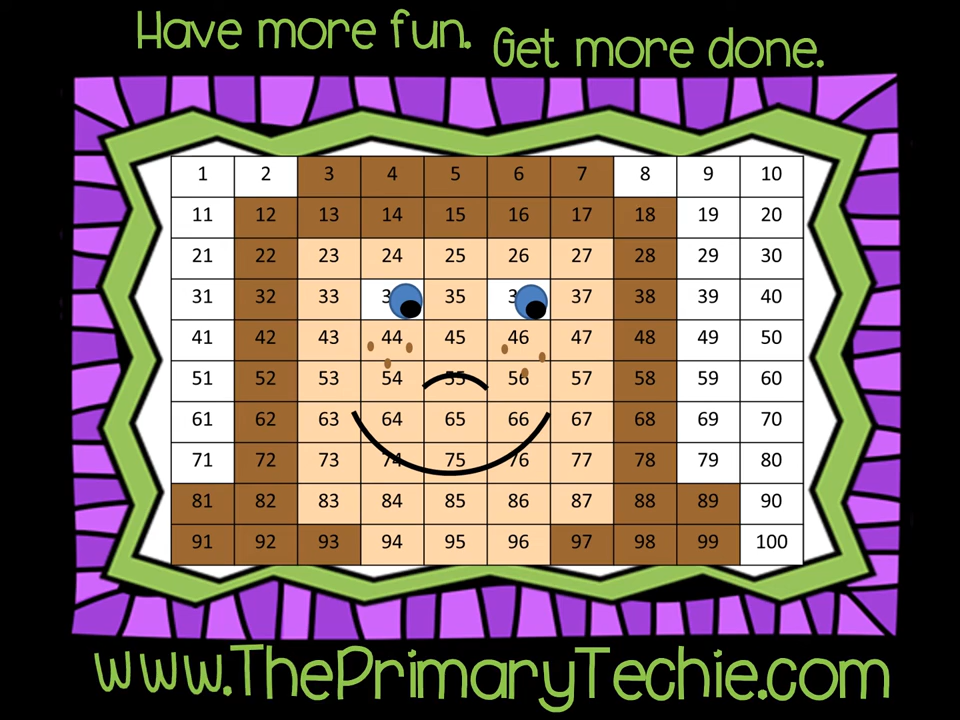 Have more fun. Get more done.
1 2 3 4 5 6 7 8 9 10
11 12 13 14 15 16 17 18 19 20
21 22 23 24 25 26 27 28 29 30
31 32 33 3 35 3 37 38 39 40
41 42 43 44 45 46 47 48 49 50
51 52 53 54 55 56 57 58 59 60
61 62 63 64 65 66 67 68 69 70
71 72 73 74 75 76 77 78 79 80
81 82 83 84 85 86 87 88 89 90
91 92 93 94 95 96 97 98 99 100
www.ThePrimaryTechie.com